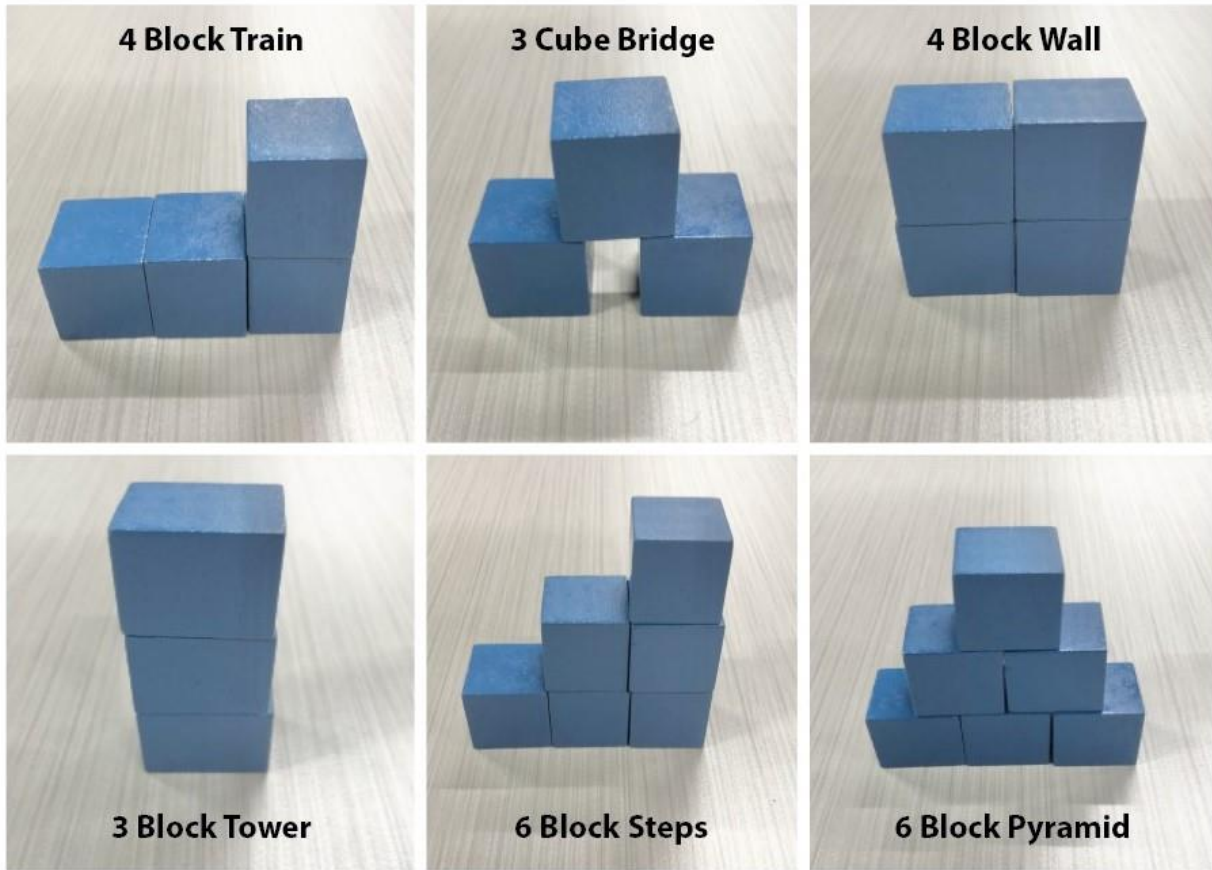 4 Block Train
3 Cube Bridge
4 Block Wall
3 Block Tower
6 Block Steps
6 Block Pyramid